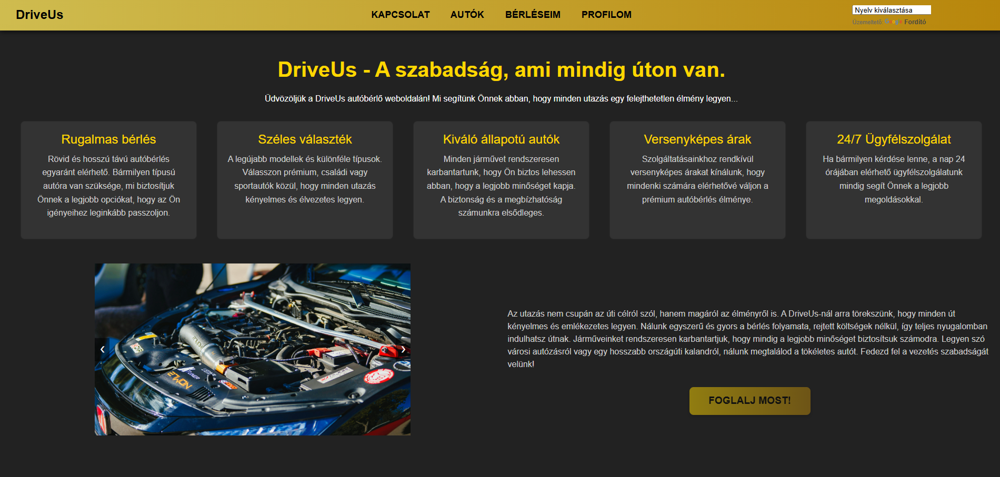 DriveUs
KAPCSOLAT
AUTÓK
BÉRLÉSEIM
PROFILOM
Nyelv kiválasztása
Üzemeltető: Google Fordító
DriveUs - A szabadság, ami mindig úton van.
Üdvözöljük a DriveUs autóbérlő weboldalán! Mi segítünk Önnek abban, hogy minden utazás egy felejthetetlen élmény legyen...
Rugalmas bérlés
Rövid és hosszú távú autóbérlés
egyaránt elérhető. Bármilyen típusú
autóra van szüksége, mi biztosítjuk
Önnek a legjobb opciókat, hogy az Ön
igényeihez leginkább passzoljon.
Széles választék
A legújabb modellek és különféle típusok.
Válasszon prémium, családi vagy
sportautók közül, hogy minden utazás
kényelmes és élvezetes legyen.
Kiváló állapotú autók
Minden járművet rendszeresen
karbantartunk, hogy Ön biztos lehessen
abban, hogy a legjobb minőséget kapja.
A biztonság és a megbízhatóság
számunkra elsődleges.
Versenyképes árak
Szolgáltatásainkhoz rendkívül
versenyképes árakat kínálunk, hogy
mindenki számára elérhetővé váljon a
prémium autóbérlés élménye.
24/7 Ügyfélszolgálat
Ha bármilyen kérdése lenne, a nap 24
órájában elérhető ügyfélszolgálatunk
mindig segít Önnek a legjobb
megoldásokkal.
27WON
TUNER
Az utazás nem csupán az úti célról szól, hanem magáról az élményről is. A DriveUs-nál arra törekszünk, hogy minden út
kényelmes és emlékezetes legyen. Nálunk egyszerű és gyors a bérlés folyamata, rejtett költségek nélkül, így teljes nyugalomban
indulhatsz útnak. Járműveinket rendszeresen karbantartjuk, hogy mindig a legjobb minőséget biztosítsuk számodra. Legyen szó
városi autózásról vagy egy hosszabb országúti kalandról, nálunk megtalálod a tökéletes autót. Fedezd fel a vezetés szabadságát
velünk!
FOGLALJ MOST!